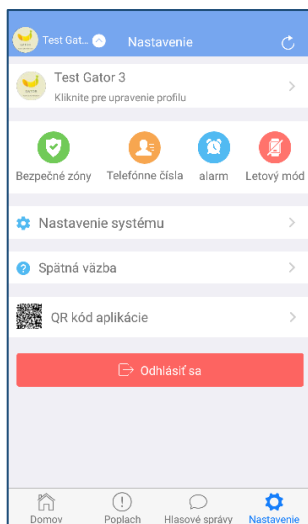 Test Gat...
Nastavenie
Test Gator 3
Kliknite pre upravenie profilu
Bezpečné zóny
Telefónne čísla
alarm
Letový mód
Nastavenie systému
Spätná väzba
QR kód aplikácie
Odhlásiť sa
Domov
Poplach
Hlasové správy
Nastavenie